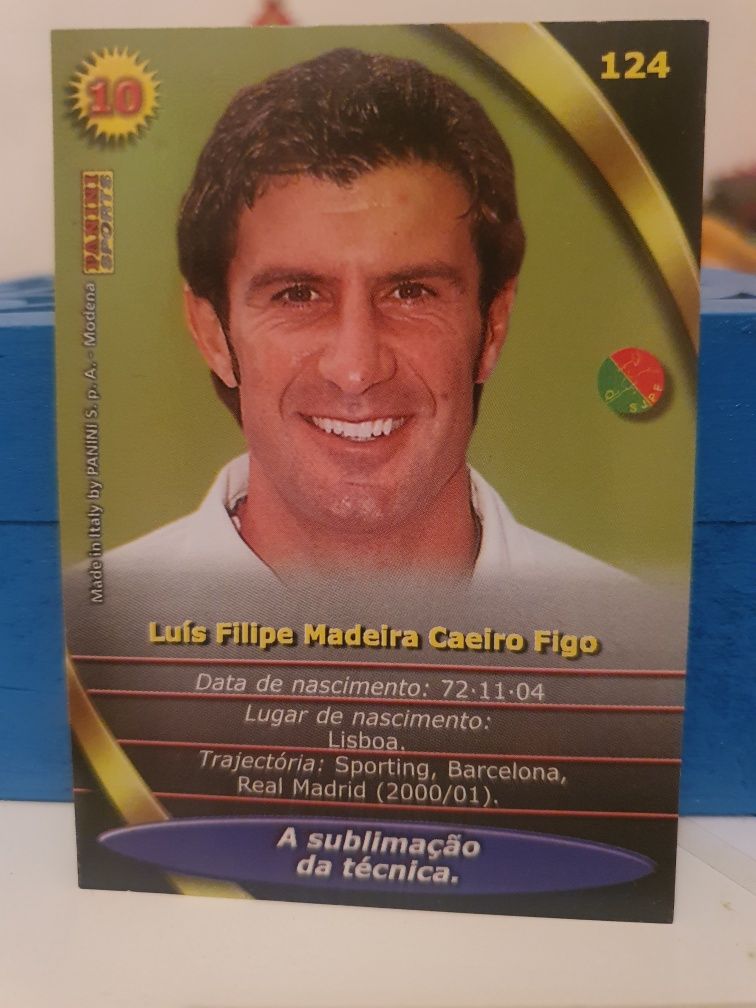 10
124
PANINI
SPORTS
Made in Italy by PANINI S. p. A. - Modena
SJPF
Luís Filipe Madeira Caeiro Figo
Data de nascimento: 72·11·04
Lugar de nascimento:
Lisboa.
Trajectória: Sporting, Barcelona,
Real Madrid (2000/01).
A sublimação
da técnica.